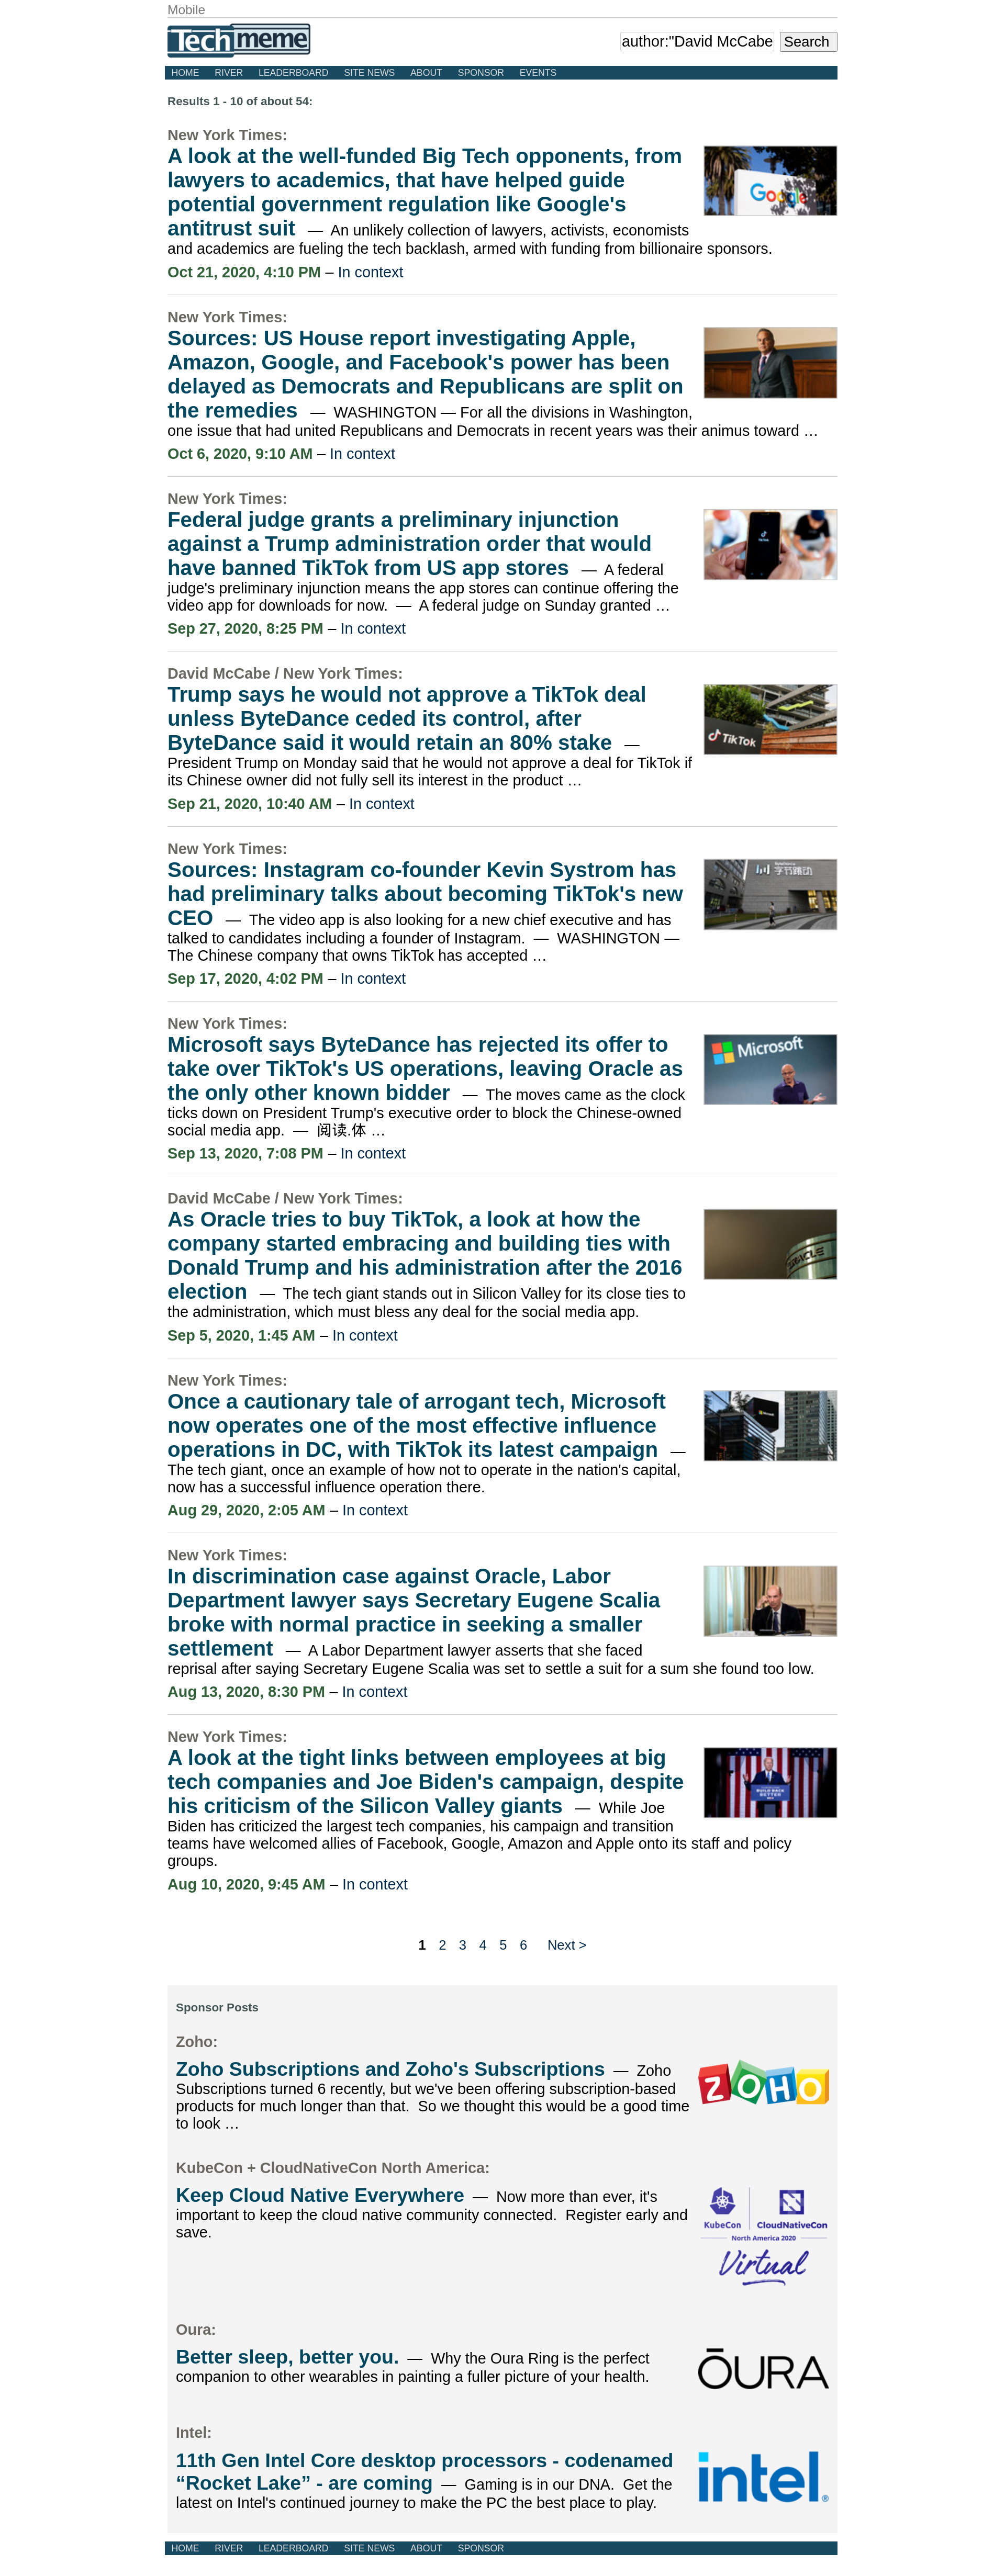 Mobile
Techmeme
author:"David McCabe
Search
HOME RIVER LEADERBOARD SITE NEWS ABOUT SPONSOR EVENTS
Results 1 - 10 of about 54:
New York Times:
A look at the well-funded Big Tech opponents, from
lawyers to academics, that have helped guide
potential government regulation like Google's
antitrust suit — An unlikely collection of lawyers, activists, economists
and academics are fueling the tech backlash, armed with funding from billionaire sponsors.
Google
Oct 21, 2020, 4:10 PM – In context
New York Times:
Sources: US House report investigating Apple,
Amazon, Google, and Facebook's power has been
delayed as Democrats and Republicans are split on
the remedies — WASHINGTON — For all the divisions in Washington,
one issue that had united Republicans and Democrats in recent years was their animus toward …
Oct 6, 2020, 9:10 AM – In context
New York Times:
Federal judge grants a preliminary injunction
against a Trump administration order that would
have banned TikTok from US app stores — A federal
judge's preliminary injunction means the app stores can continue offering the
video app for downloads for now. — A federal judge on Sunday granted …
TikTok
Sep 27, 2020, 8:25 PM – In context
David McCabe / New York Times:
Trump says he would not approve a TikTok deal
unless ByteDance ceded its control, after
ByteDance said it would retain an 80% stake —
President Trump on Monday said that he would not approve a deal for TikTok if
its Chinese owner did not fully sell its interest in the product …
TikTok
Sep 21, 2020, 10:40 AM – In context
New York Times:
Sources: Instagram co-founder Kevin Systrom has
had preliminary talks about becoming TikTok's new
CEO — The video app is also looking for a new chief executive and has
talked to candidates including a founder of Instagram. — WASHINGTON —
The Chinese company that owns TikTok has accepted …
字节跳动
Sep 17, 2020, 4:02 PM – In context
New York Times:
Microsoft says ByteDance has rejected its offer to
take over TikTok's US operations, leaving Oracle as
the only other known bidder — The moves came as the clock
ticks down on President Trump's executive order to block the Chinese-owned
social media app. — 阅读.体 …
Microsoft
Sep 13, 2020, 7:08 PM – In context
David McCabe / New York Times:
As Oracle tries to buy TikTok, a look at how the
company started embracing and building ties with
Donald Trump and his administration after the 2016
election — The tech giant stands out in Silicon Valley for its close ties to
the administration, which must bless any deal for the social media app.
ORACLE
Sep 5, 2020, 1:45 AM – In context
New York Times:
Once a cautionary tale of arrogant tech, Microsoft
now operates one of the most effective influence
operations in DC, with TikTok its latest campaign —
The tech giant, once an example of how not to operate in the nation's capital,
now has a successful influence operation there.
Aug 29, 2020, 2:05 AM – In context
New York Times:
In discrimination case against Oracle, Labor
Department lawyer says Secretary Eugene Scalia
broke with normal practice in seeking a smaller
settlement — A Labor Department lawyer asserts that she faced
reprisal after saying Secretary Eugene Scalia was set to settle a suit for a sum she found too low.
Aug 13, 2020, 8:30 PM – In context
New York Times:
A look at the tight links between employees at big
tech companies and Joe Biden's campaign, despite
his criticism of the Silicon Valley giants — While Joe
Biden has criticized the largest tech companies, his campaign and transition
teams have welcomed allies of Facebook, Google, Amazon and Apple onto its staff and policy
groups.
Aug 10, 2020, 9:45 AM – In context
1 2 3 4 5 6 Next >
Sponsor Posts
Zoho:
Zoho Subscriptions and Zoho's Subscriptions — Zoho
Subscriptions turned 6 recently, but we've been offering subscription-based
products for much longer than that. So we thought this would be a good time
to look …
ZOHO
KubeCon + CloudNativeCon North America:
Keep Cloud Native Everywhere — Now more than ever, it's
important to keep the cloud native community connected. Register early and
save.
KubeCon CloudNativeCon
North America 2020
Virtual
Oura:
Better sleep, better you. — Why the Oura Ring is the perfect
companion to other wearables in painting a fuller picture of your health.
ŌURA
Intel:
11th Gen Intel Core desktop processors - codenamed
“Rocket Lake” - are coming — Gaming is in our DNA. Get the
latest on Intel's continued journey to make the PC the best place to play.
intel®
HOME RIVER LEADERBOARD SITE NEWS ABOUT SPONSOR